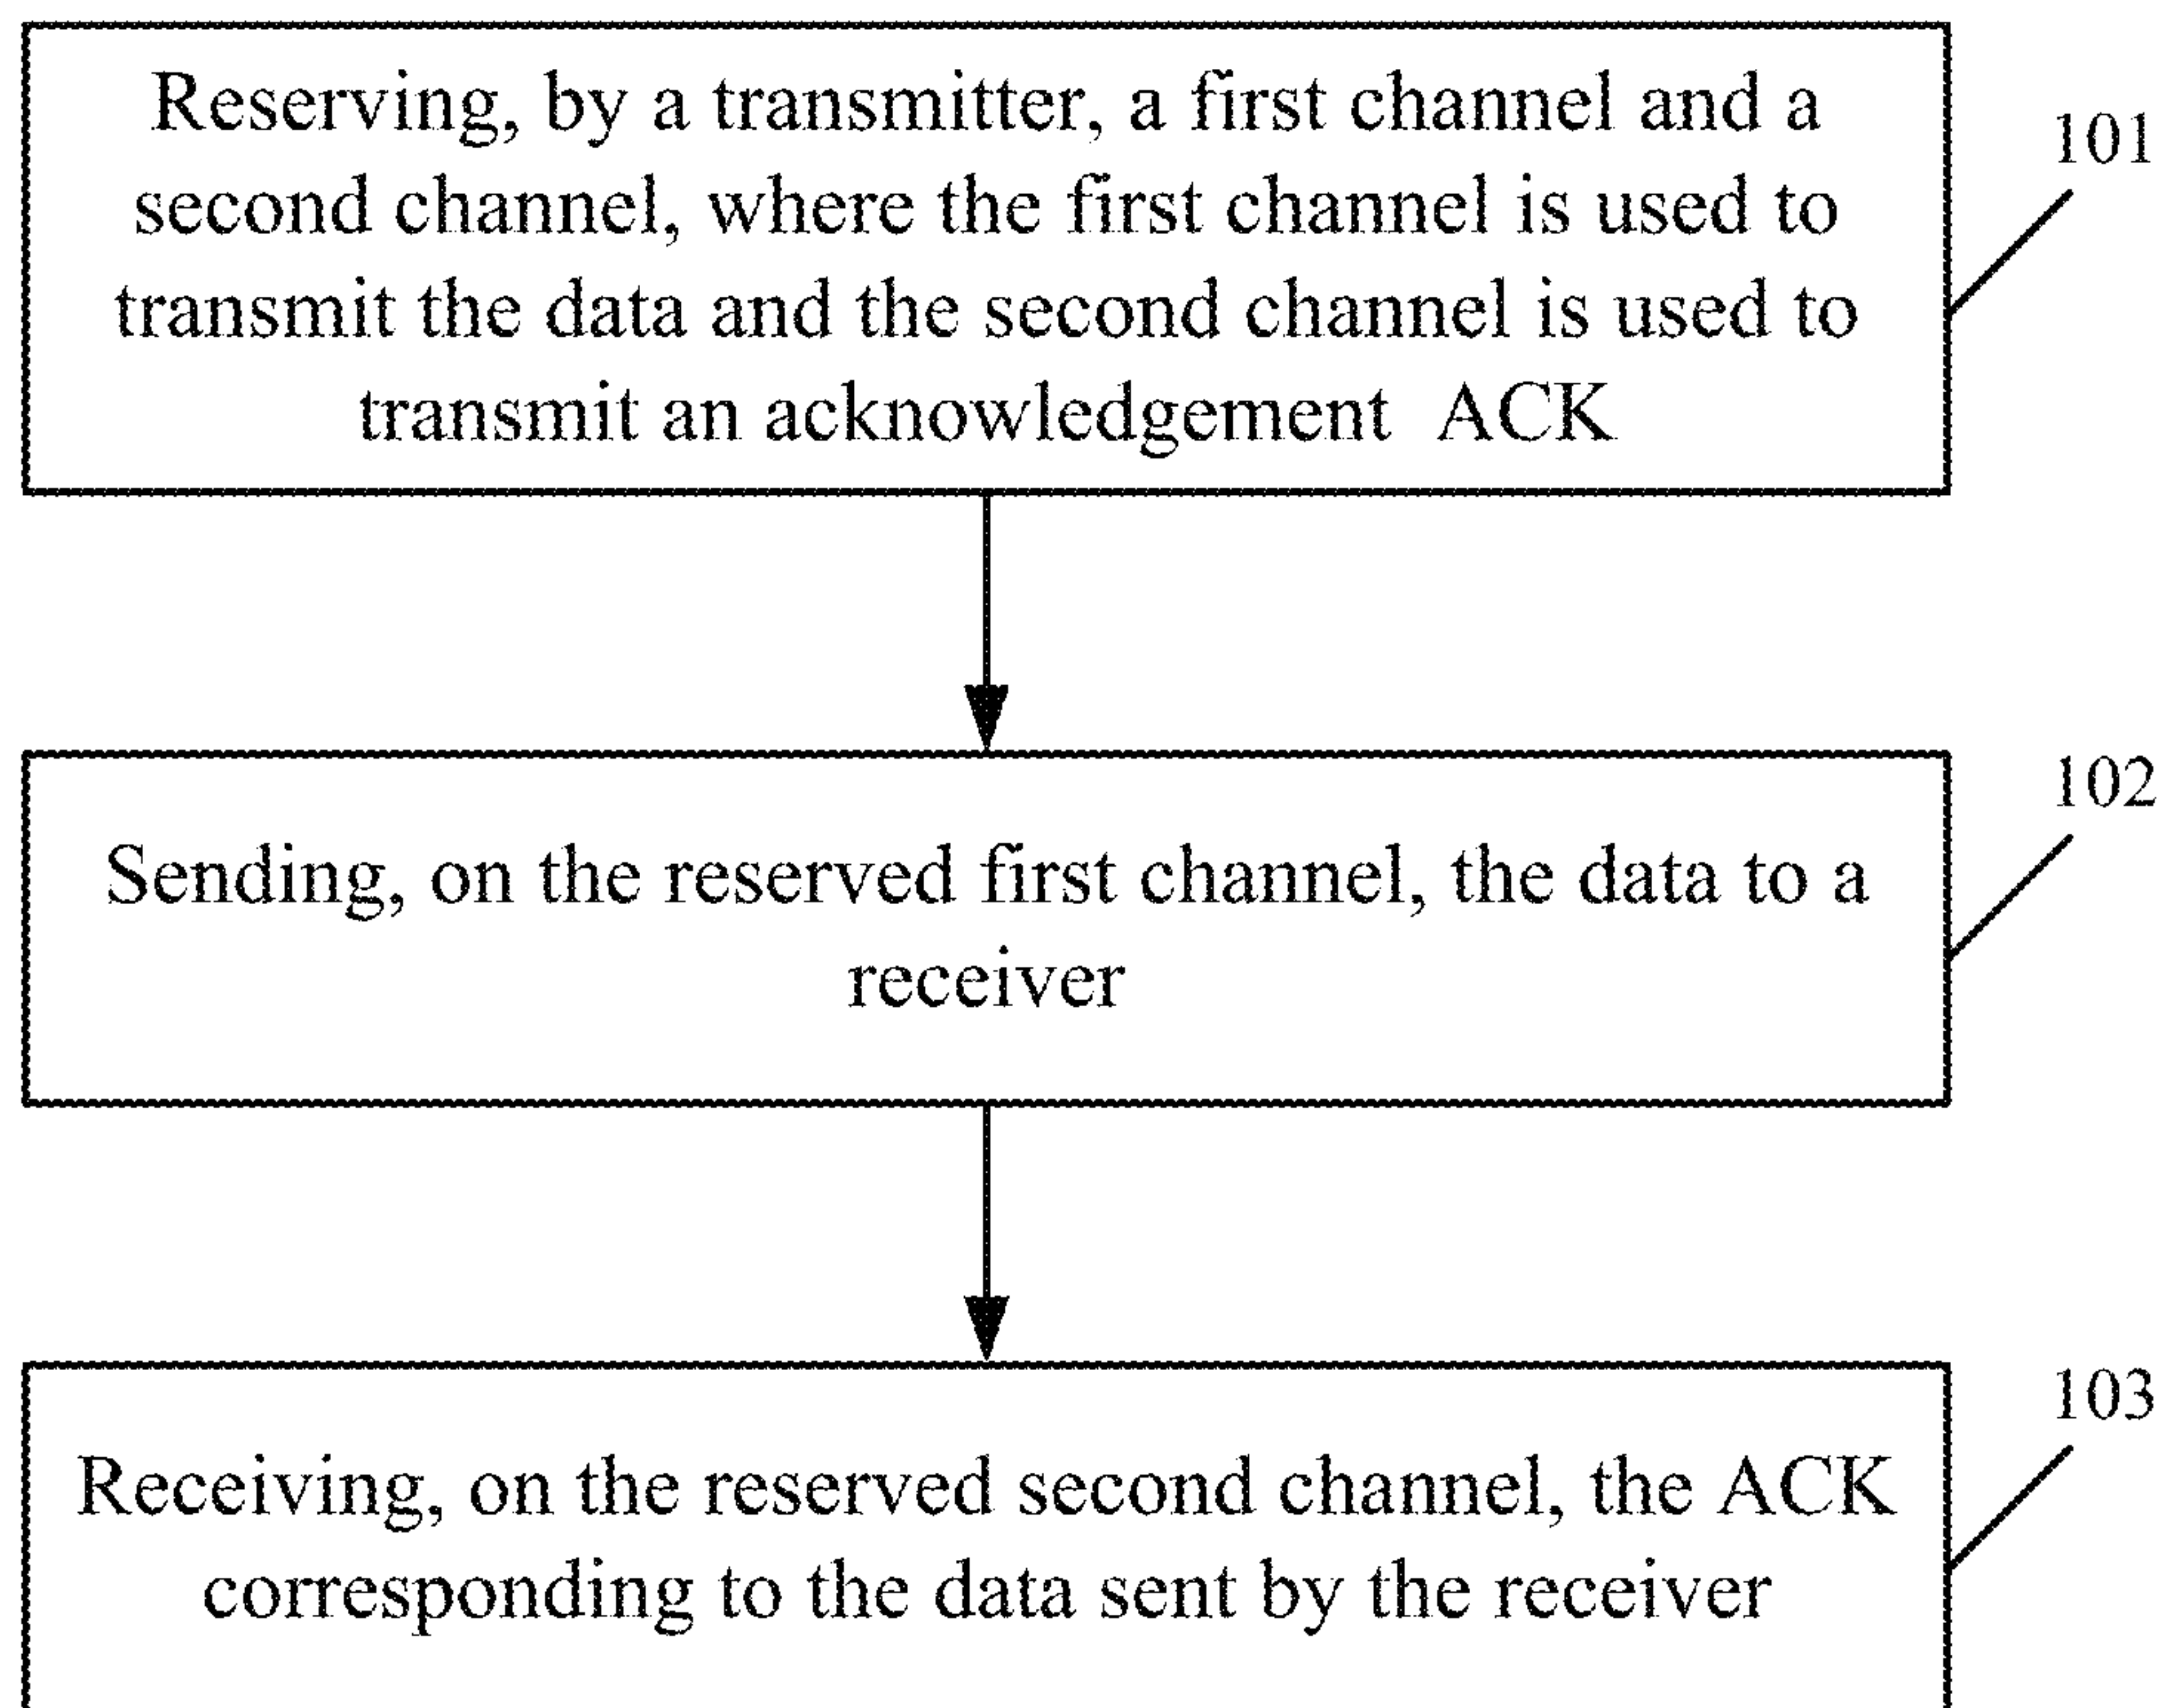 Reserving, by a transmitter, a first channel and a
second channel, where the first channel is used to
transmit the data and the second channel is used to
transmit an acknowledgement ACK
101
Sending, on the reserved first channel, the data to a
receiver
102
Receiving, on the reserved second channel, the ACK
corresponding to the data sent by the receiver
103